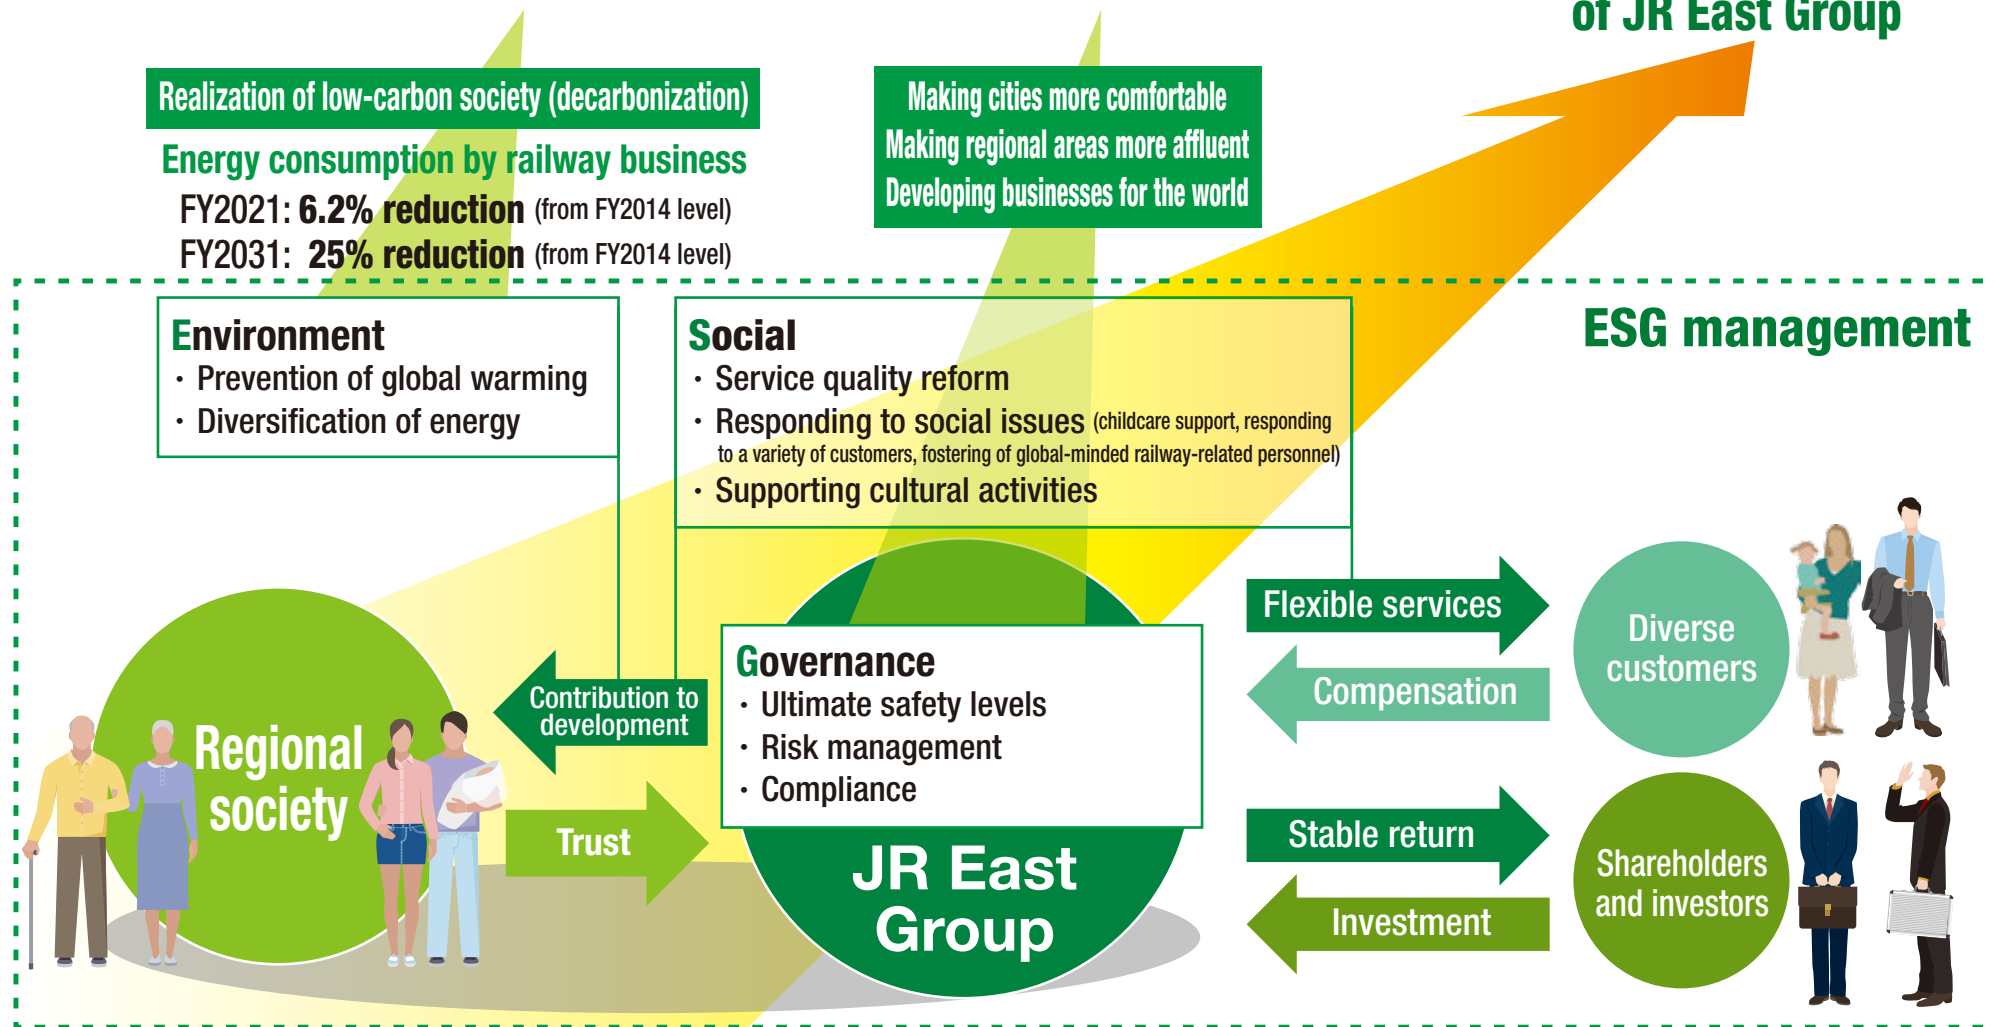 of JR East Group
Realization of low-carbon society (decarbonization)
Energy consumption by railway business
FY2021: 6.2% reduction (from FY2014 level)
FY2031: 25% reduction (from FY2014 level)
Making cities more comfortable
Making regional areas more affluent
Developing businesses for the world
ESG management
Environment
・Prevention of global warming
・Diversification of energy
Social
・Service quality reform
・Responding to social issues (childcare support, responding
to a variety of customers, fostering of global-minded railway-related personnel)
・Supporting cultural activities
Regional
society
Contribution to
development
Trust
Governance
・Ultimate safety levels
・Risk management
・Compliance
JR East
Group
Flexible services
Compensation
Diverse
customers
Stable return
Investment
Shareholders
and investors